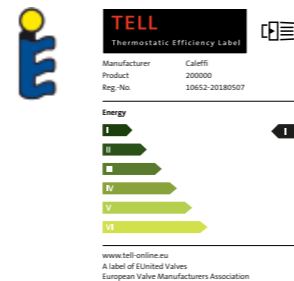 TELL
Thermostatic Efficiency Label
Manufacturer Caleffi
Product 200000
Reg.-No. 10652-20180507
Energy
I I
II
III
IV
V
VI
www.tell-online.eu
A label of EUnited Valves
European Valve Manufacturers Association